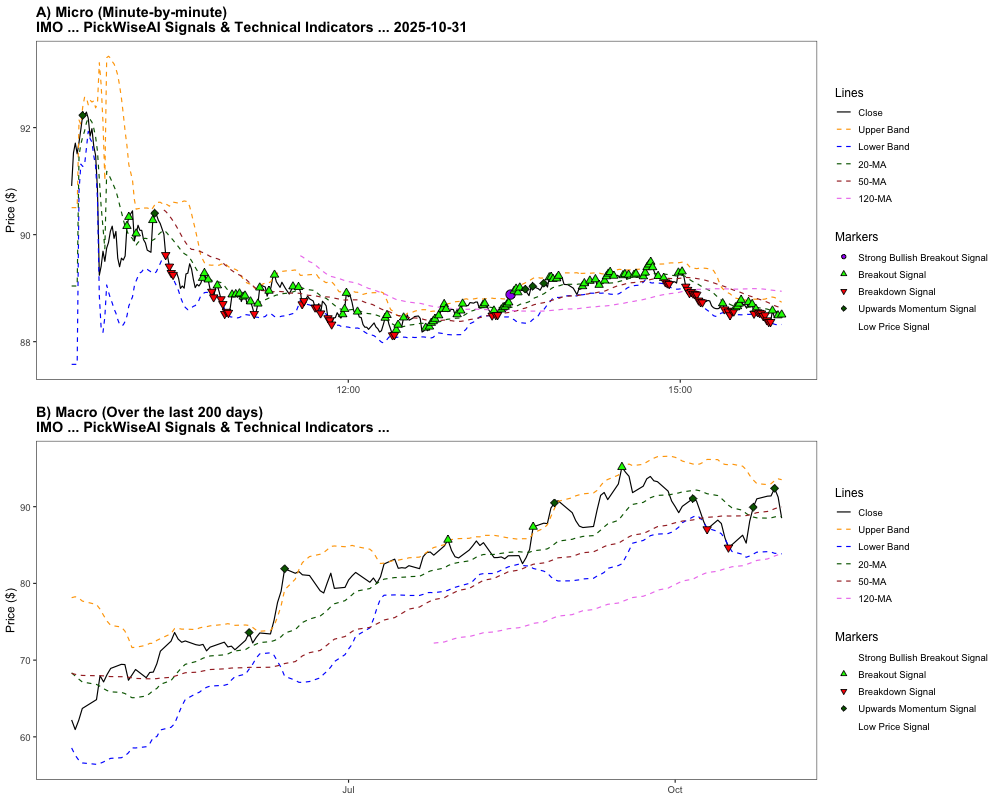 A) Micro (Minute-by-minute)
IMO ... PickWiseAI Signals & Technical Indicators ... 2025-10-31
Price ($)
92
90
88
12:00
15:00
Lines
Close
Upper Band
Lower Band
20-MA
50-MA
120-MA
Markers
Strong Bullish Breakout Signal
Breakout Signal
Breakdown Signal
Upwards Momentum Signal
Low Price Signal
B) Macro (Over the last 200 days)
IMO ... PickWiseAI Signals & Technical Indicators ...
Price ($)
90
80
70
60
Jul
Oct
Lines
Close
Upper Band
Lower Band
20-MA
50-MA
120-MA
Markers
Strong Bullish Breakout Signal
Breakout Signal
Breakdown Signal
Upwards Momentum Signal
Low Price Signal